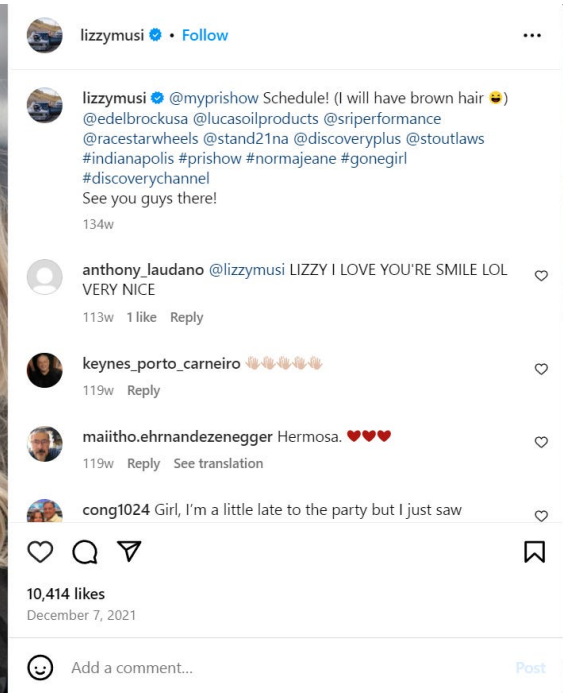 lizzymusi • Follow
lizzymusi @myprishow Schedule! (I will have brown hair 😆)
@edelbrockusa @lucasoilproducts @sriperformance
@racestarwheels @stand21na @discoveryplus @stoutlaws
#indianapolis #prishow #normajeane #gonegirl
#discoverychannel
See you guys there!
134w
anthony_laudano @lizzymusi LIZZY I LOVE YOU'RE SMILE LOL
VERY NICE
113w 1 like Reply
keynes_porto_carneiro 👏🏻👏🏻👏🏻👏🏻👏🏻
119w Reply
maiitho.ehrnandezenegger Hermosa. ❤️❤️❤️
119w Reply See translation
cong1024 Girl, I'm a little late to the party but I just saw
10,414 likes
December 7, 2021
Add a comment...
Post